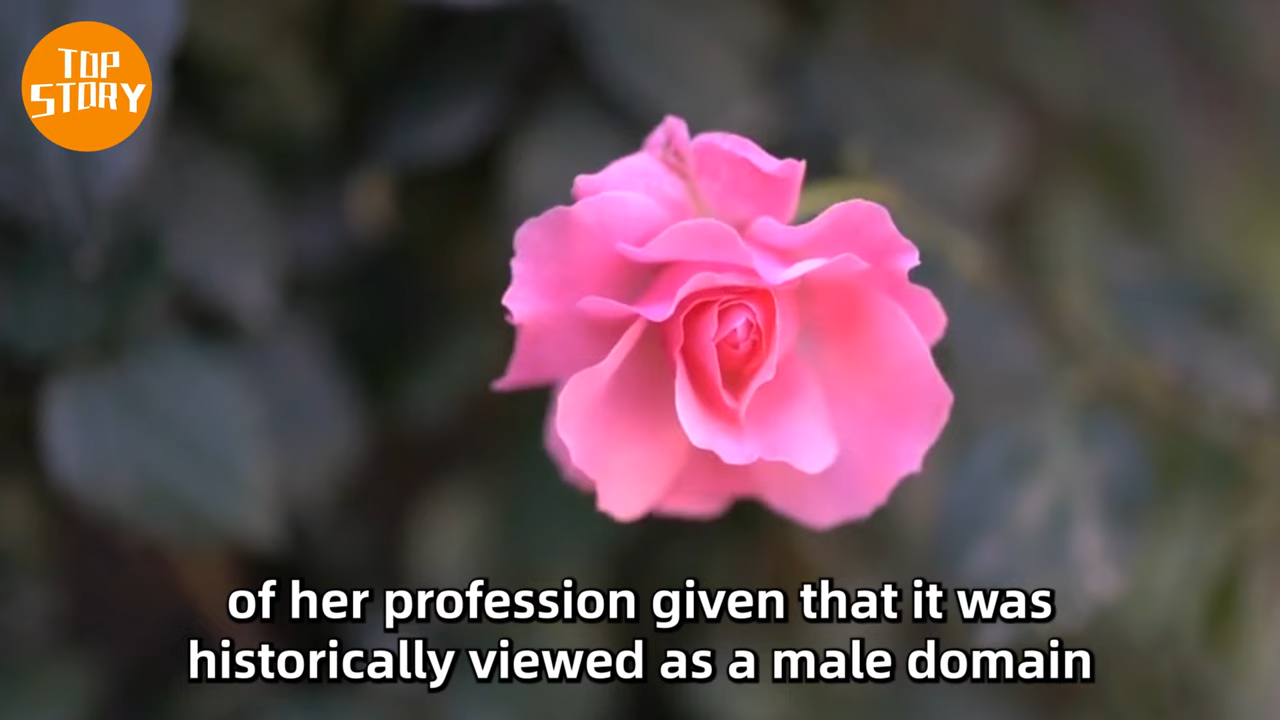 TOP
STORY
of her profession given that it was
historically viewed as a male domain